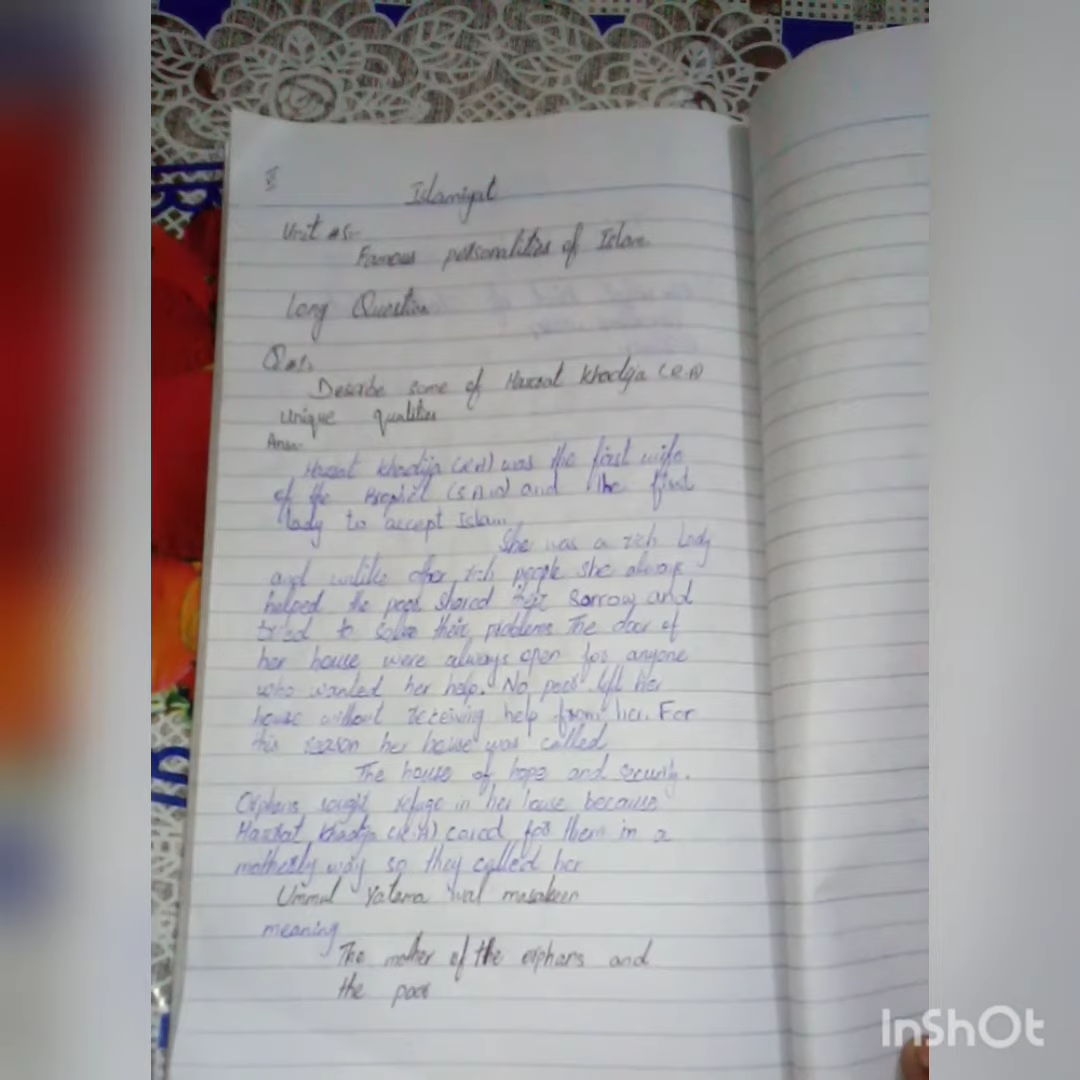 Islamiyat
Unit #5:-
Famous personalities of Islam
Long Question
Q#1.
Describe some of Hazrat Khadija (R.A)
unique qualities
Ans:-
Hazrat Khadija (R.A) was the first wife
of the Prophet (S.A.W) and the first
lady to accept Islam,
She was a rich lady
and unlike other rich people she always
helped the poor shared their sorrow and
tried to solve their problems The door of
her house were always open for anyone
who wanted her help. No poor left her
house without receiving help from her. For
this reason her house was called
The house of hope and security.
Orphans sought refuge in her house because
Hazrat Khadija (R.A) cared for them in a
motherly way so they called her
Ummul Yatama wal masakeen
meaning
The mother of the orphans and
the poor
InShOt